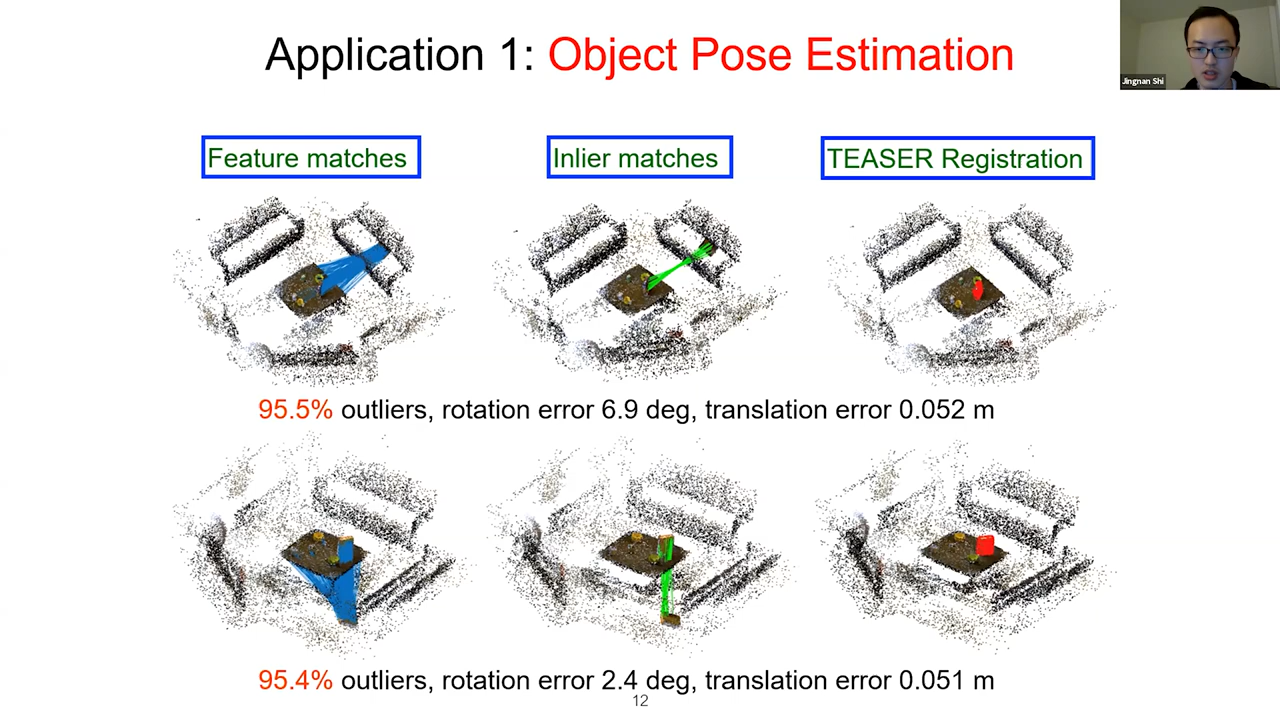 Application 1: Object Pose Estimation
Jingnan Shi
Feature matches
Inlier matches
TEASER Registration
95.5% outliers, rotation error 6.9 deg, translation error 0.052 m
95.4% outliers, rotation error 2.4 deg, translation error 0.051 m
12